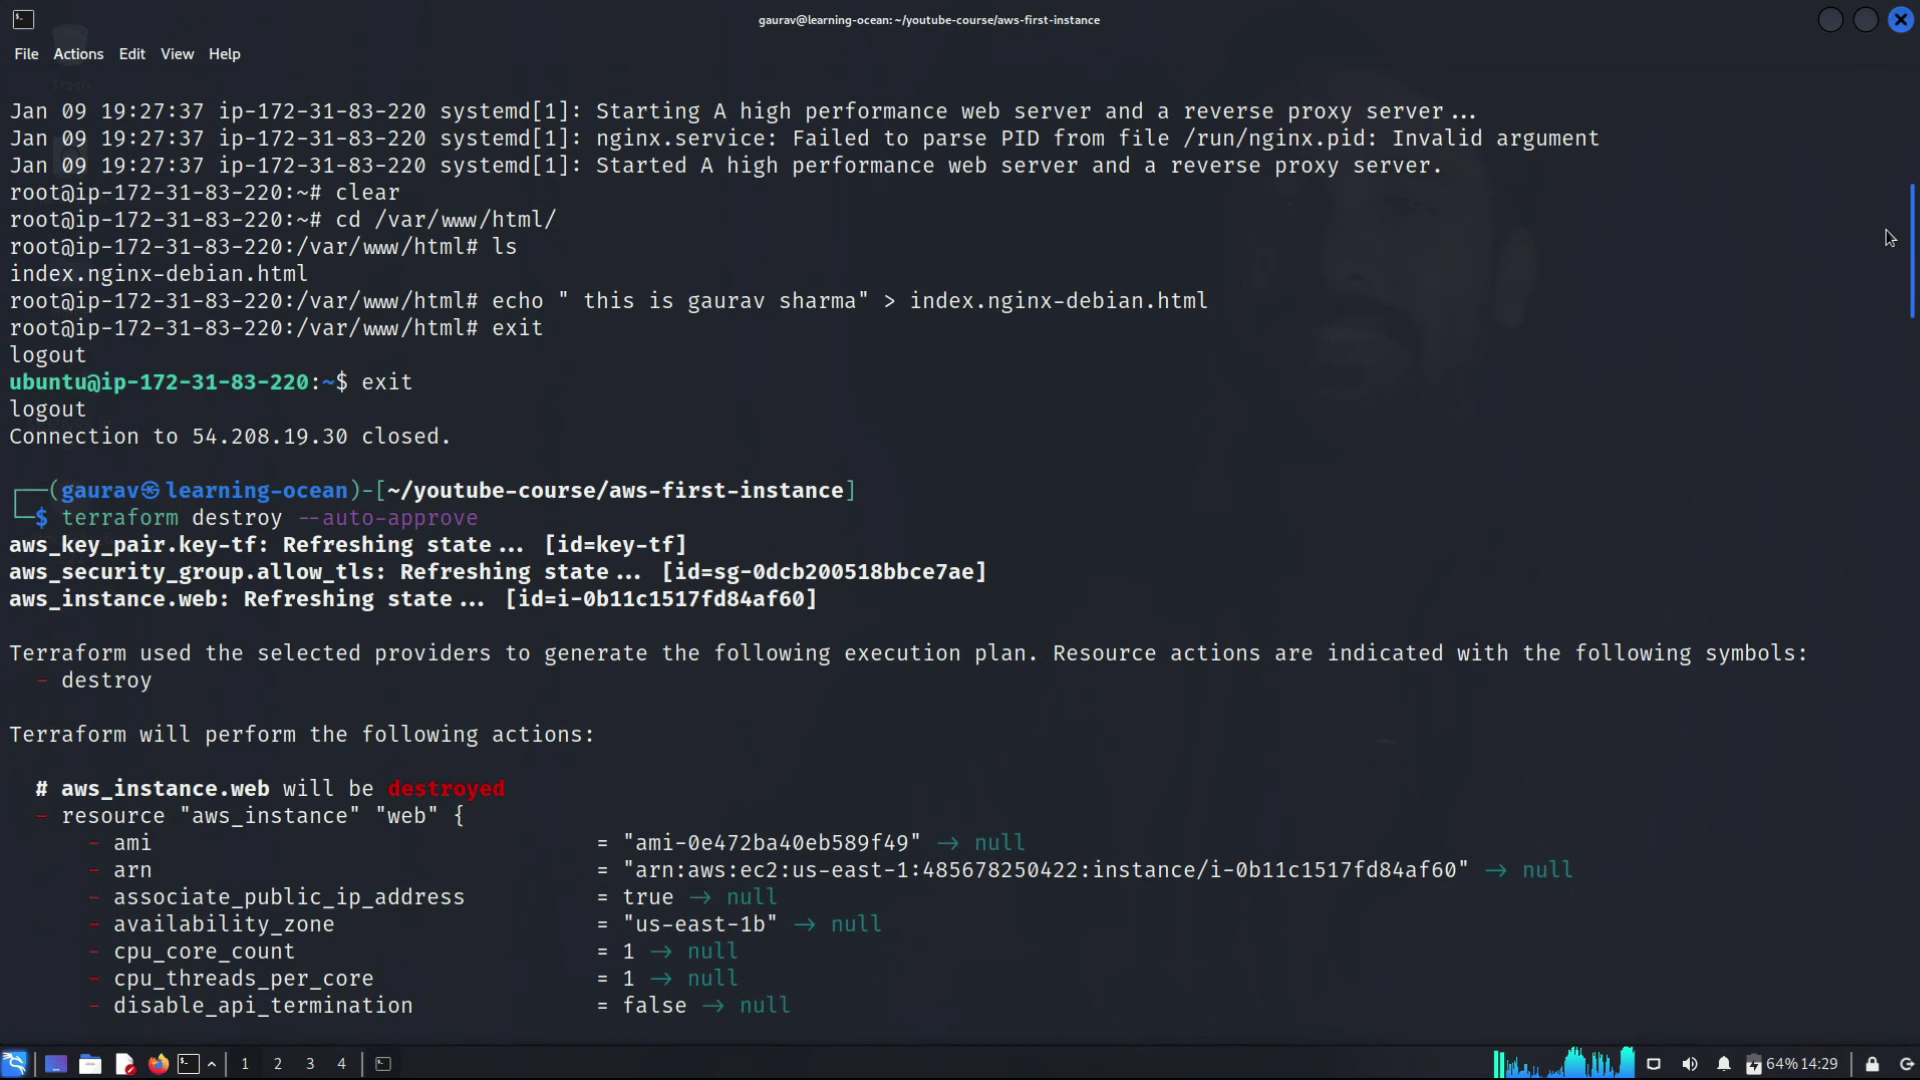 gaurav@learning-ocean: ~/youtube-course/aws-first-instance
File Actions Edit View Help
Jan 09 19:27:37 ip-172-31-83-220 systemd[1]: Starting A high performance web server and a reverse proxy server...
Jan 09 19:27:37 ip-172-31-83-220 systemd[1]: nginx.service: Failed to parse PID from file /run/nginx.pid: Invalid argument
Jan 09 19:27:37 ip-172-31-83-220 systemd[1]: Started A high performance web server and a reverse proxy server.
root@ip-172-31-83-220:~# clear
root@ip-172-31-83-220:~# cd /var/www/html/
root@ip-172-31-83-220:/var/www/html# ls
index.nginx-debian.html
root@ip-172-31-83-220:/var/www/html# echo " this is gaurav sharma" > index.nginx-debian.html
root@ip-172-31-83-220:/var/www/html# exit
logout
ubuntu@ip-172-31-83-220:~$ exit
logout
Connection to 54.208.19.30 closed.
┌──(gaurav㉿learning-ocean)-[~/youtube-course/aws-first-instance]
└─$ terraform destroy --auto-approve
aws_key_pair.key-tf: Refreshing state... [id=key-tf]
aws_security_group.allow_tls: Refreshing state... [id=sg-0dcb200518bbce7ae]
aws_instance.web: Refreshing state... [id=i-0b11c1517fd84af60]
Terraform used the selected providers to generate the following execution plan. Resource actions are indicated with the following symbols:
- destroy
Terraform will perform the following actions:
# aws_instance.web will be destroyed
- resource "aws_instance" "web" {
- ami = "ami-0e472ba40eb589f49" -> null
- arn = "arn:aws:ec2:us-east-1:485678250422:instance/i-0b11c1517fd84af60" -> null
- associate_public_ip_address = true -> null
- availability_zone = "us-east-1b" -> null
- cpu_core_count = 1 -> null
- cpu_threads_per_core = 1 -> null
- disable_api_termination = false -> null
1 2 3 4 64% 14:29